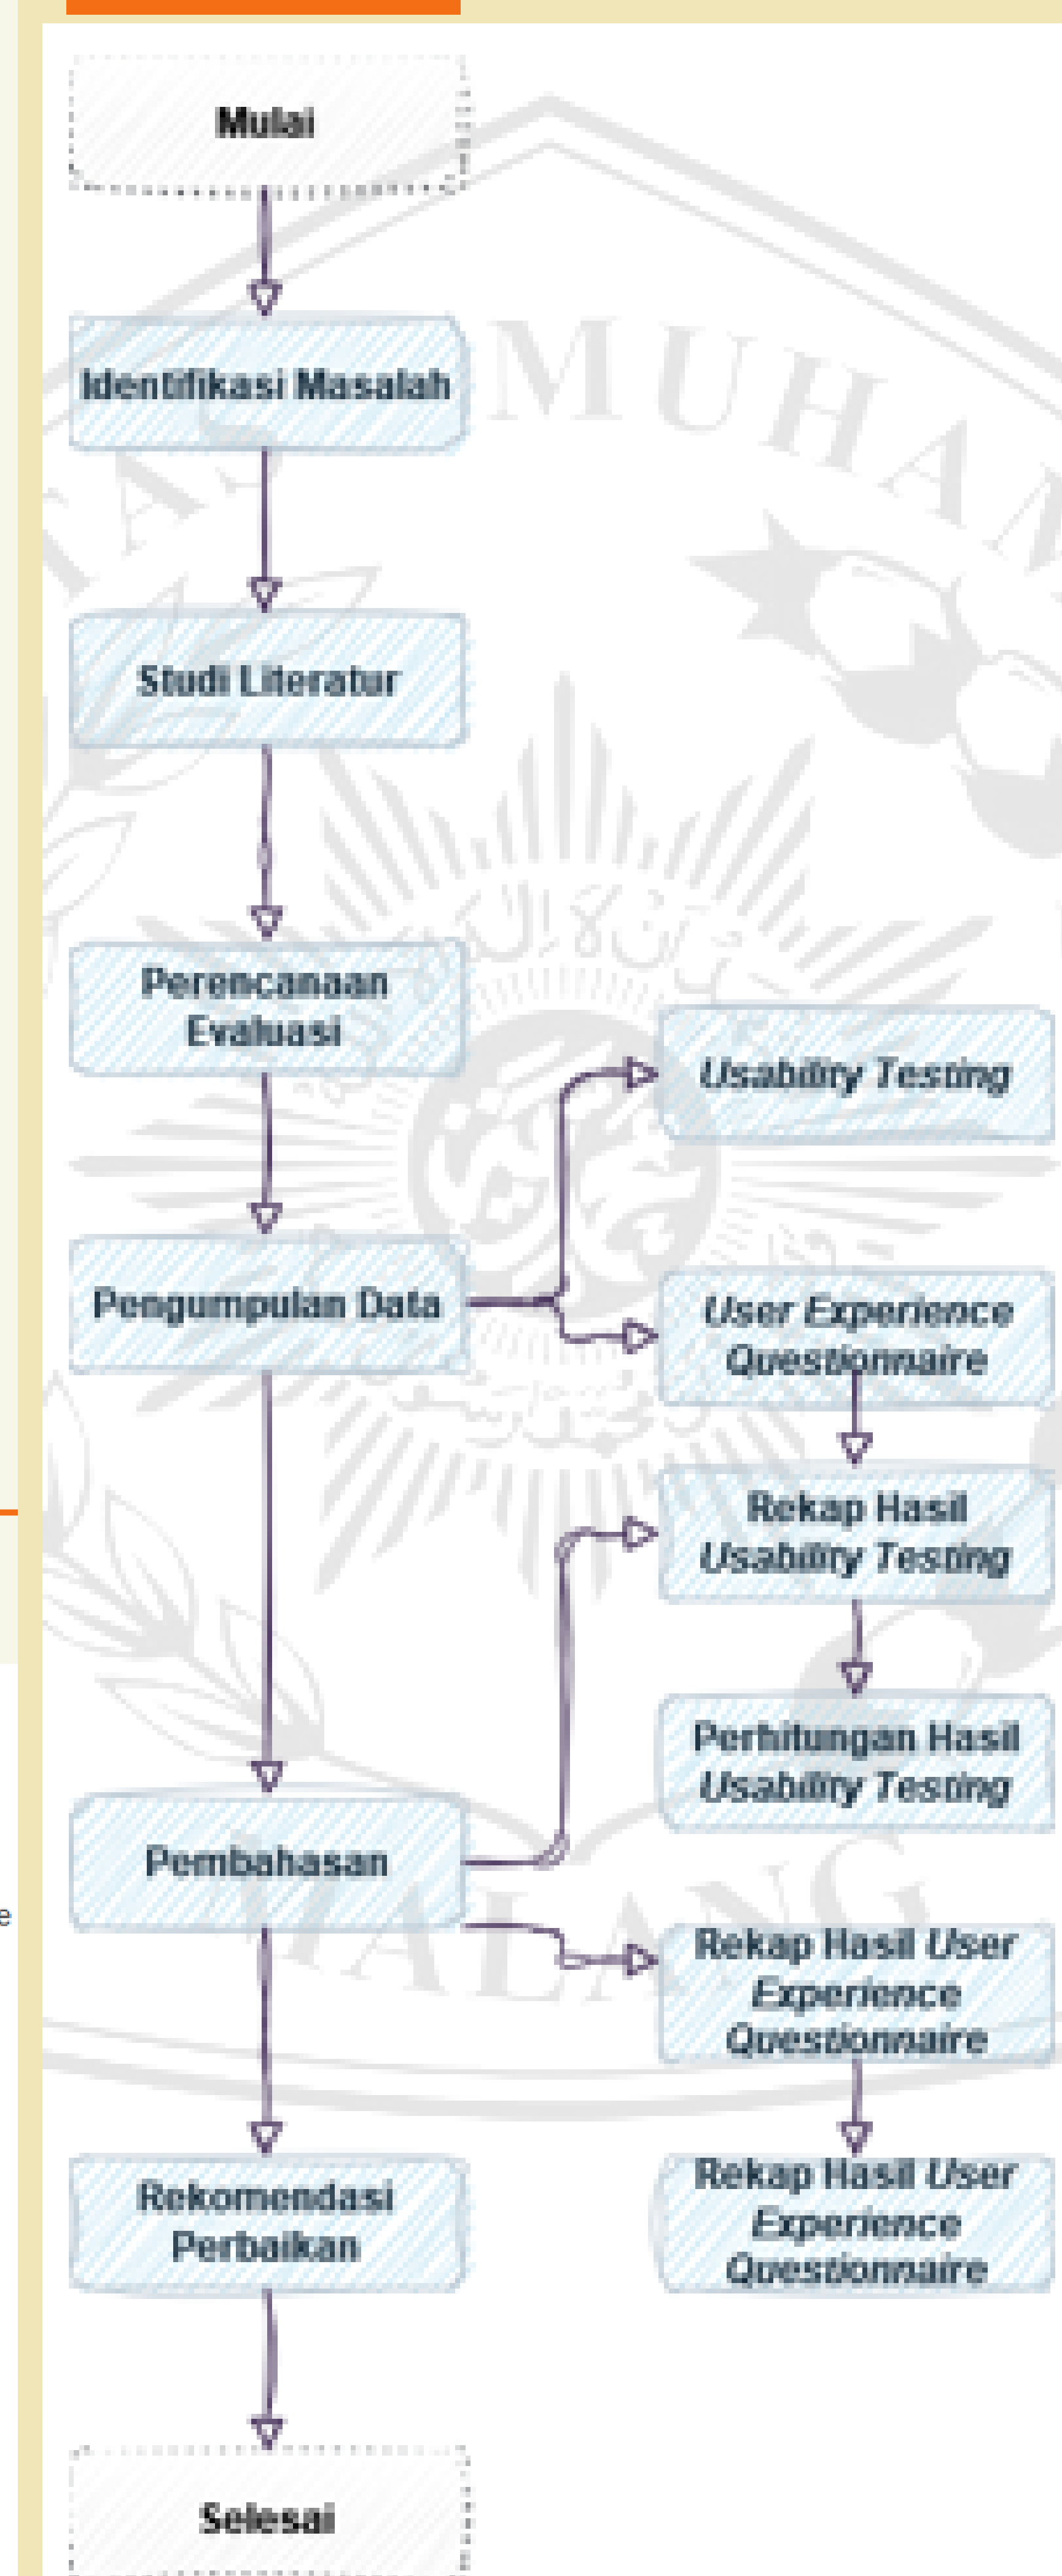 Mulai
Identifikasi Masalah
Studi Literatur
Perencanaan
Evaluasi
Usability Testing
Pengumpulan Data
User Experience
Questionnaire
Rekap Hasil
Usability Testing
Perhitungan Hasil
Usability Testing
Pembahasan
Rekap Hasil User
Experience
Questionnaire
Rekomendasi
Perbaikan
Rekap Hasil User
Experience
Questionnaire
Selesai
MALANG